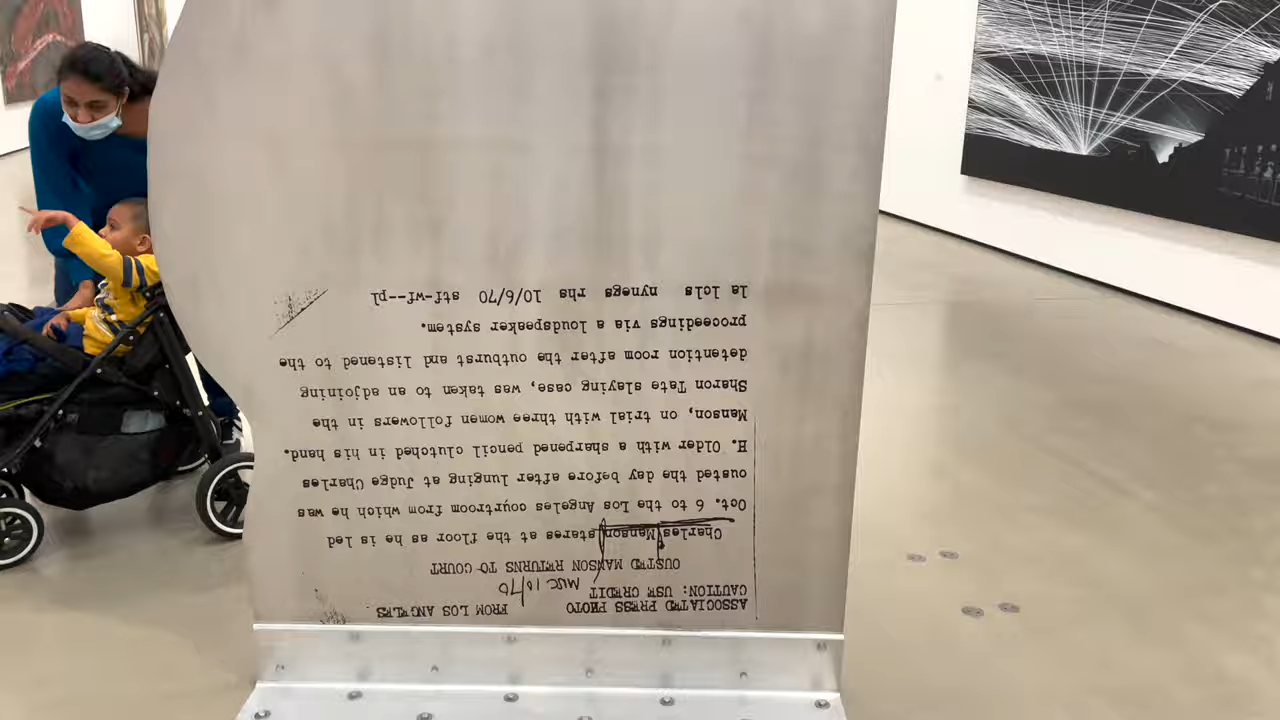 ASSOCIATED PRESS PHOTO FROM LOS ANGELES
CAUTION: USE CREDIT MUSC 10/70
OUSTED MANSON RETURNS TO COURT
Charles Manson stares at the floor as he is led
Oct. 6 to the Los Angeles courtroom from which he was
ousted the day before after lunging at Judge Charles
H. Older with a sharpened pencil clutched in his hand.
Manson, on trial with three women followers in the
Sharon Tate slaying case, was taken to an adjoining
detention room after the outburst and listened to the
proceedings via a loudspeaker system.
la lols nynegs rhs 10/6/70 stf-wf--pl